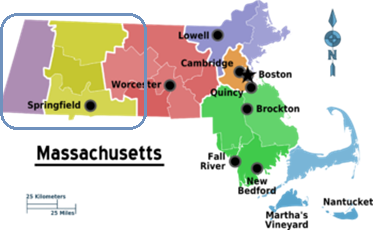 Lowell
Cambridge
Boston
Worcester
Quincy
Springfield
Brockton
Massachusetts
Fall
River
New
Bedford
25 Kilometers
25 Miles
Martha's
Vineyard
Nantucket